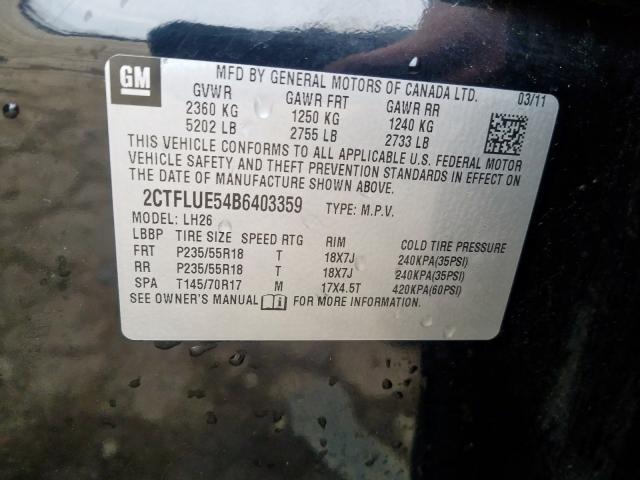 GM
MFD BY GENERAL MOTORS OF CANADA LTD.
03/11
GVWR GAWR FRT GAWR RR
2360 KG 1250 KG 1240 KG
5202 LB 2755 LB 2733 LB
THIS VEHICLE CONFORMS TO ALL APPLICABLE U.S. FEDERAL MOTOR
VEHICLE SAFETY AND THEFT PREVENTION STANDARDS IN EFFECT ON
THE DATE OF MANUFACTURE SHOWN ABOVE.
2CTFLUE54B6403359 TYPE: M.P.V.
MODEL: LH26
LBBP TIRE SIZE SPEED RTG RIM COLD TIRE PRESSURE
FRT P235/55R18 T 18X7J 240KPA(35PSI)
RR P235/55R18 T 18X7J 240KPA(35PSI)
SPA T145/70R17 M 17X4.5T 420KPA(60PSI)
SEE OWNER'S MANUAL FOR MORE INFORMATION.